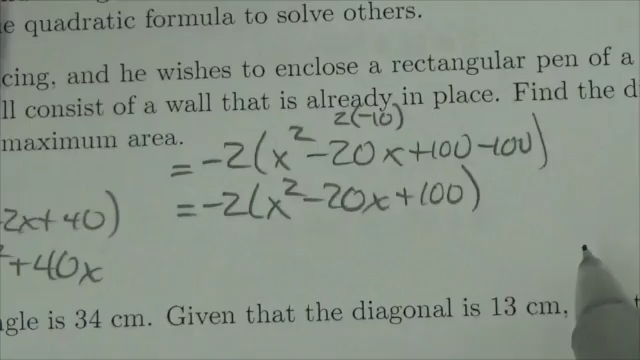 e quadratic formula to solve others.
cing, and he wishes to enclose a rectangular pen of a
ll consist of a wall that is already in place. Find the d
maximum area.
2(-10)
= -2(x² - 20x + 100 - 100)
= -2(x² - 20x + 100)
-2x + 40)
² + 40x
ngle is 34 cm. Given that the diagonal is 13 cm,